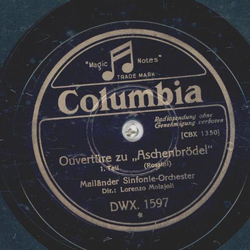 "Magic Notes"
TRADE MARK
Columbia
Radiosendung ohne
Genehmigung verboten
[CBX 1350]
Ouvertüre zu „Aschenbrödel"
1. Teil (Rossini)
Mailänder Sinfonie-Orchester
Dir.: Lorenzo Molajoli
DWX. 1597